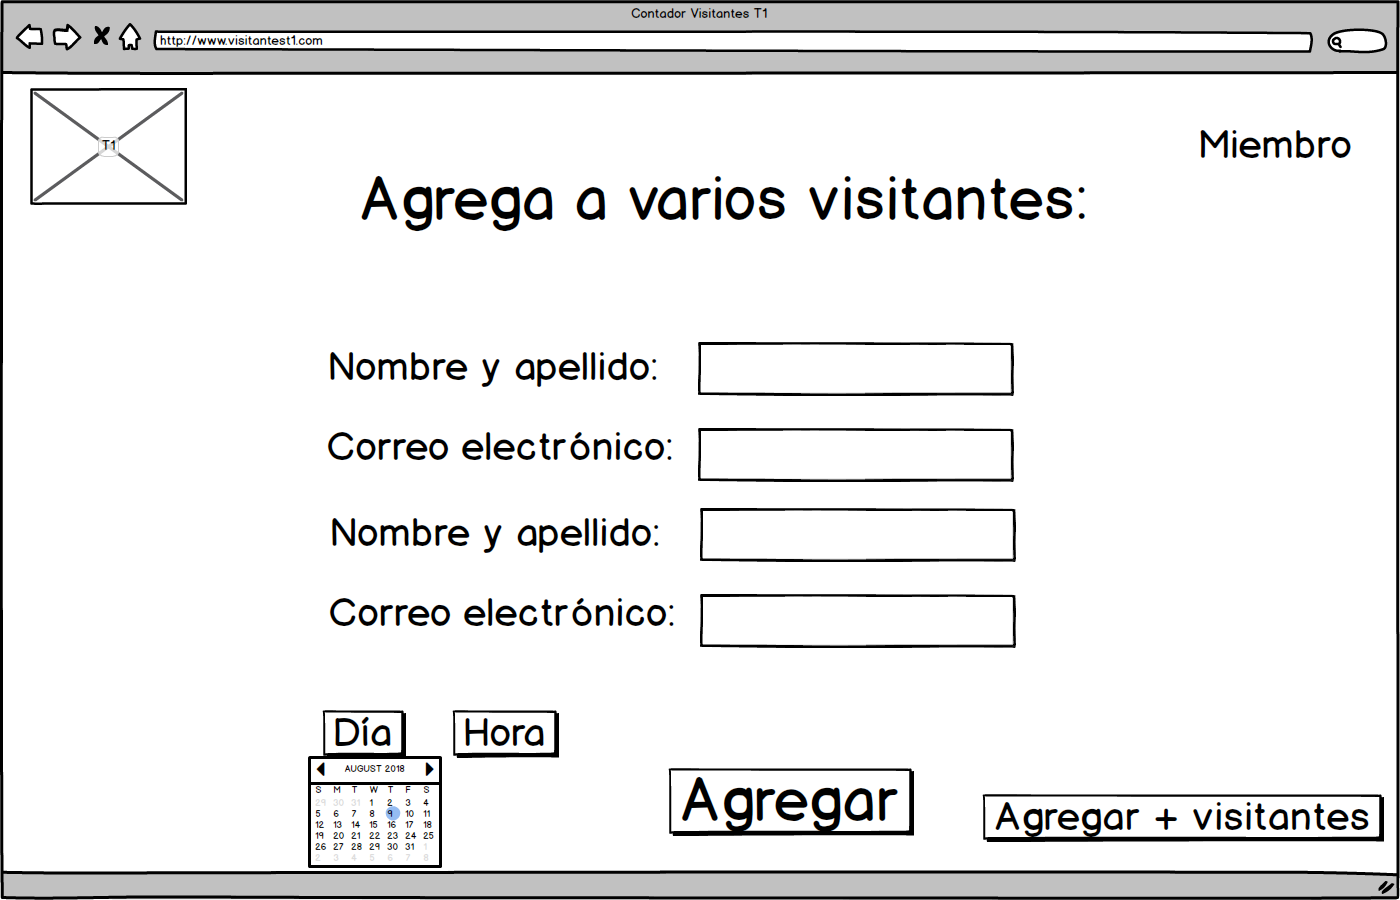 Contador Visitantes T1
http://www.visitantest1.com
T1
Miembro
Agrega a varios visitantes:
Nombre y apellido:
Correo electrónico:
Nombre y apellido:
Correo electrónico:
Día
Hora
AUGUST 2018
S M T W T F S
29 30 31 1 2 3 4
5 6 7 8 9 10 11
12 13 14 15 16 17 18
19 20 21 22 23 24 25
26 27 28 29 30 31 1
2 3 4 5 6 7 8
Agregar
Agregar + visitantes